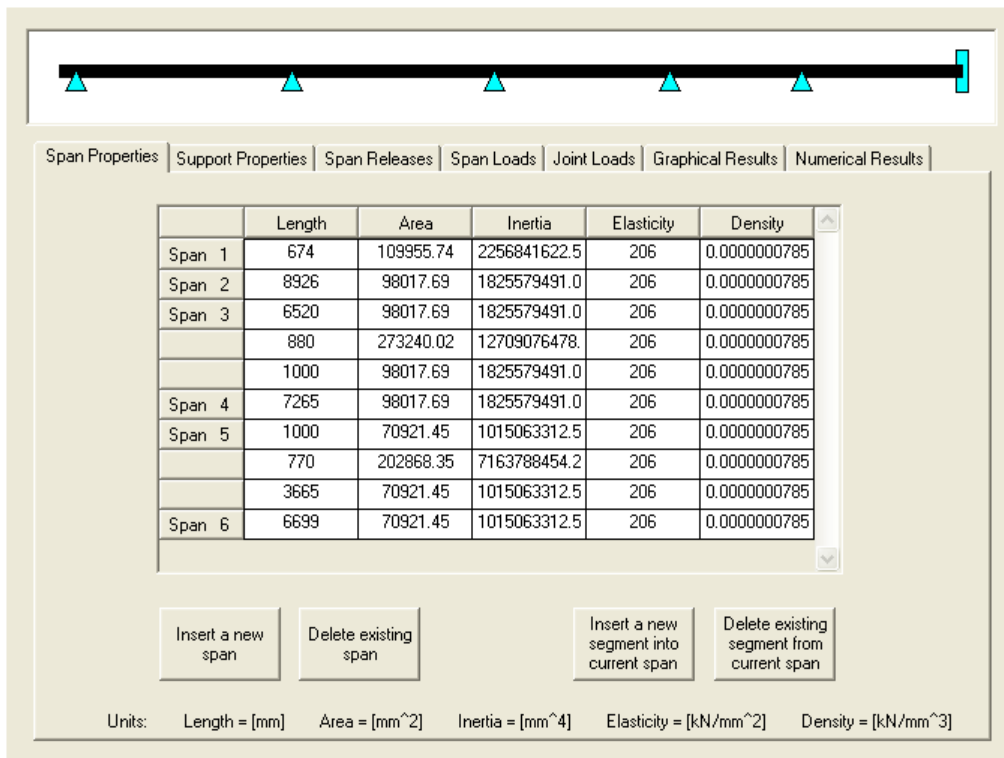 Span Properties Support Properties Span Releases Span Loads Joint Loads Graphical Results Numerical Results
Length Area Inertia Elasticity Density
Span 1 674 109955.74 2256841622.5 206 0.0000000785
Span 2 8926 98017.69 1825579491.0 206 0.0000000785
Span 3 6520 98017.69 1825579491.0 206 0.0000000785
880 273240.02 12709076478. 206 0.0000000785
1000 98017.69 1825579491.0 206 0.0000000785
Span 4 7265 98017.69 1825579491.0 206 0.0000000785
Span 5 1000 70921.45 1015063312.5 206 0.0000000785
770 202868.35 7163788454.2 206 0.0000000785
3665 70921.45 1015063312.5 206 0.0000000785
Span 6 6699 70921.45 1015063312.5 206 0.0000000785
Insert a new
span
Delete existing
span
Insert a new
segment into
current span
Delete existing
segment from
current span
Units: Length = [mm] Area = [mm^2] Inertia = [mm^4] Elasticity = [kN/mm^2] Density = [kN/mm^3]